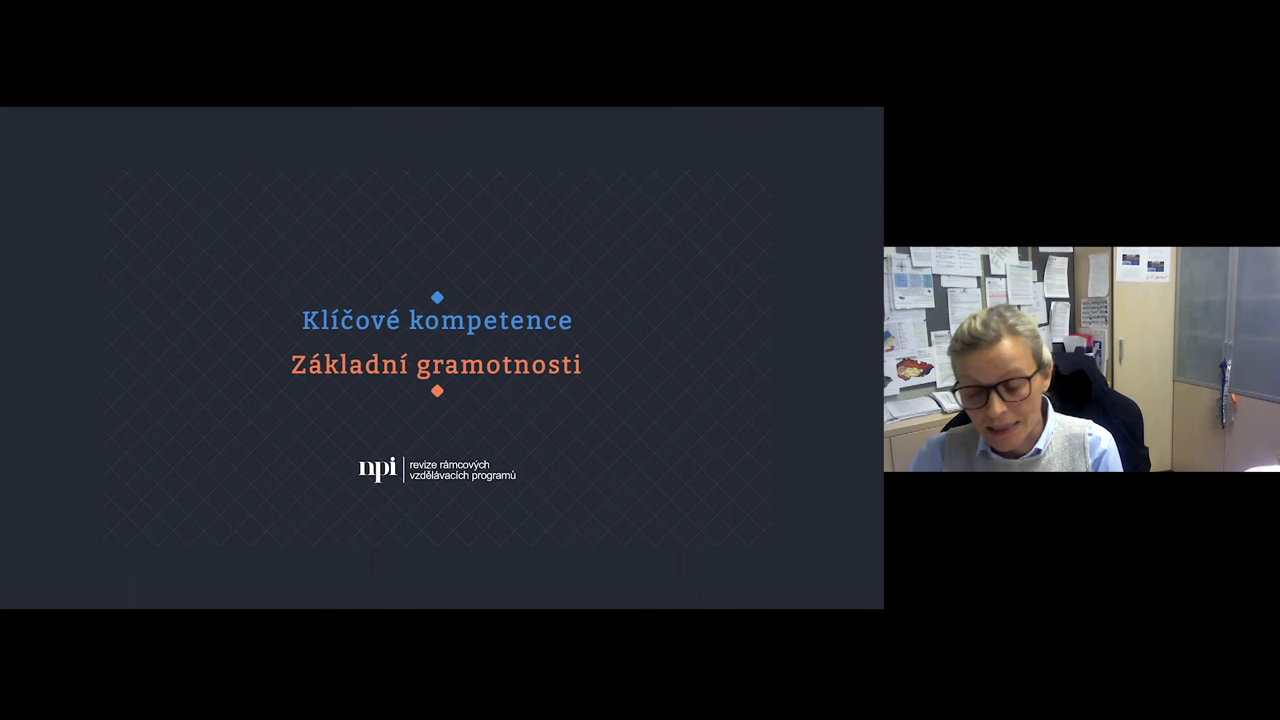 Klíčové kompetence
Základní gramotnosti
npi
revize rámcových
vzdělávacích programů